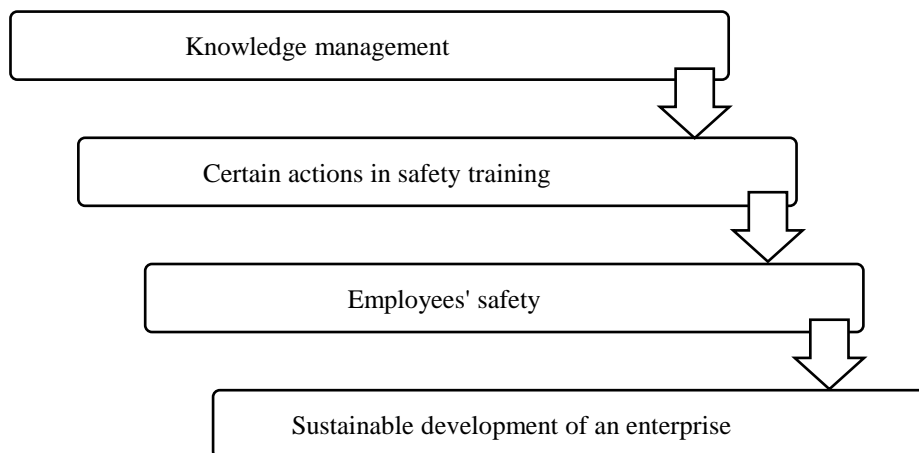 Knowledge management
Certain actions in safety training
Employees' safety
Sustainable development of an enterprise